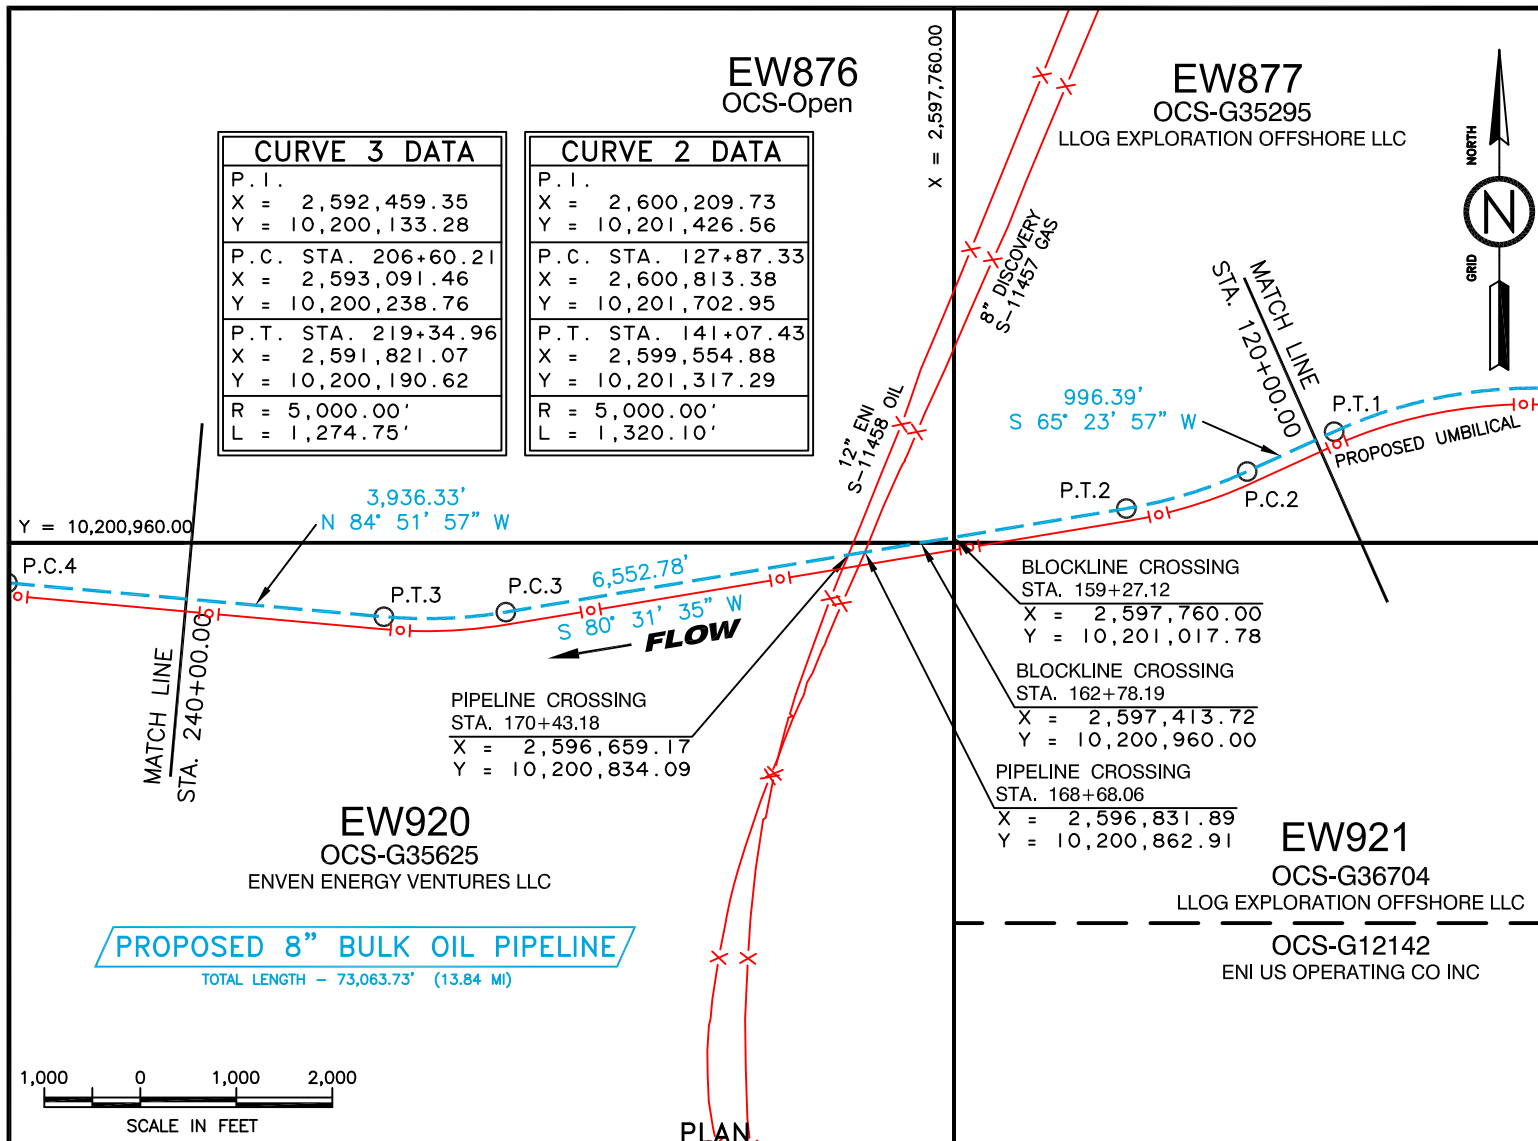 EW876
OCS-Open
X = 2,597,760.00
EW877
OCS-G35295
LLOG EXPLORATION OFFSHORE LLC
NORTH
N
GRID
CURVE 3 DATA
P.I.
X = 2,592,459.35
Y = 10,200,133.28
P.C. STA. 206+60.21
X = 2,593,091.46
Y = 10,200,238.76
P.T. STA. 219+34.96
X = 2,591,821.07
Y = 10,200,190.62
R = 5,000.00'
L = 1,274.75'
CURVE 2 DATA
P.I.
X = 2,600,209.73
Y = 10,201,426.56
P.C. STA. 127+87.33
X = 2,600,813.38
Y = 10,201,702.95
P.T. STA. 141+07.43
X = 2,599,554.88
Y = 10,201,317.29
R = 5,000.00'
L = 1,320.10'
8" DISCOVERY
S-11457 GAS
12" ENI
S-11458 OIL
MATCH LINE
STA. 120+00.00
996.39'
S 65° 23' 57" W
P.T.1
PROPOSED UMBILICAL
P.C.2
P.T.2
3,936.33'
N 84° 51' 57" W
Y = 10,200,960.00
P.C.4
P.T.3
P.C.3
6,552.78'
S 80° 31' 35" W
FLOW
MATCH LINE
STA. 240+00.00
BLOCKLINE CROSSING
STA. 159+27.12
X = 2,597,760.00
Y = 10,201,017.78
BLOCKLINE CROSSING
STA. 162+78.19
X = 2,597,413.72
Y = 10,200,960.00
PIPELINE CROSSING
STA. 170+43.18
X = 2,596,659.17
Y = 10,200,834.09
PIPELINE CROSSING
STA. 168+68.06
X = 2,596,831.89
Y = 10,200,862.91
EW920
OCS-G35625
ENVEN ENERGY VENTURES LLC
EW921
OCS-G36704
LLOG EXPLORATION OFFSHORE LLC
OCS-G12142
ENI US OPERATING CO INC
PROPOSED 8" BULK OIL PIPELINE
TOTAL LENGTH - 73,063.73' (13.84 MI)
1,000 0 1,000 2,000
SCALE IN FEET
PLAN